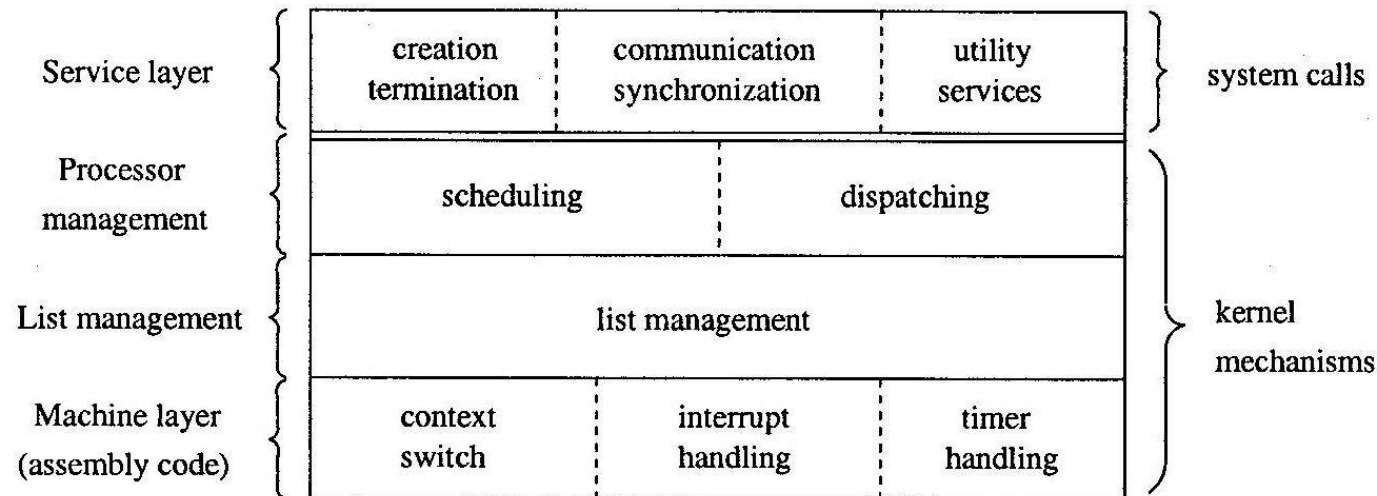 Service layer
creation
termination
communication
synchronization
utility
services
system calls
Processor
management
scheduling
dispatching
List management
list management
kernel
mechanisms
Machine layer
(assembly code)
context
switch
interrupt
handling
timer
handling